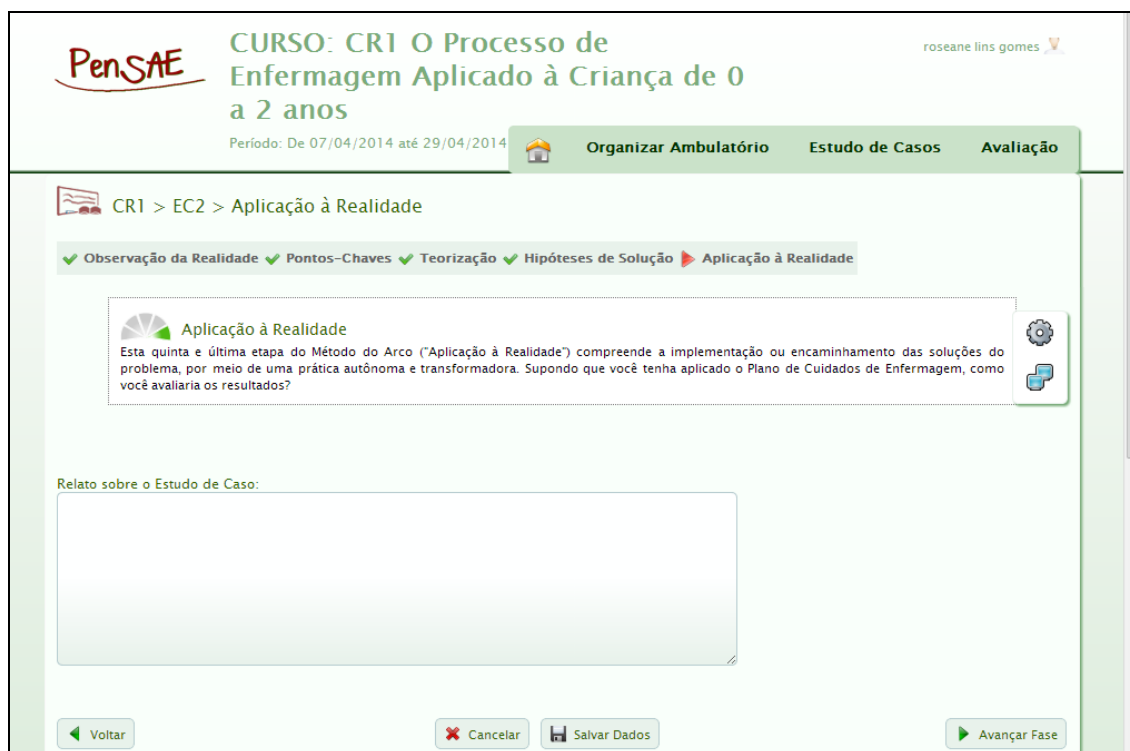 PenSAE
CURSO: CR1 O Processo de
Enfermagem Aplicado à Criança de 0
a 2 anos
roseane lins gomes
Período: De 07/04/2014 até 29/04/2014
Organizar Ambulatório Estudo de Casos Avaliação
CR1 > EC2 > Aplicação à Realidade
Observação da Realidade Pontos-Chaves Teorização Hipóteses de Solução Aplicação à Realidade
Aplicação à Realidade
Esta quinta e última etapa do Método do Arco ("Aplicação à Realidade") compreende a implementação ou encaminhamento das soluções do
problema, por meio de uma prática autônoma e transformadora. Supondo que você tenha aplicado o Plano de Cuidados de Enfermagem, como
você avaliaria os resultados?
Relato sobre o Estudo de Caso:
Voltar Cancelar Salvar Dados Avançar Fase